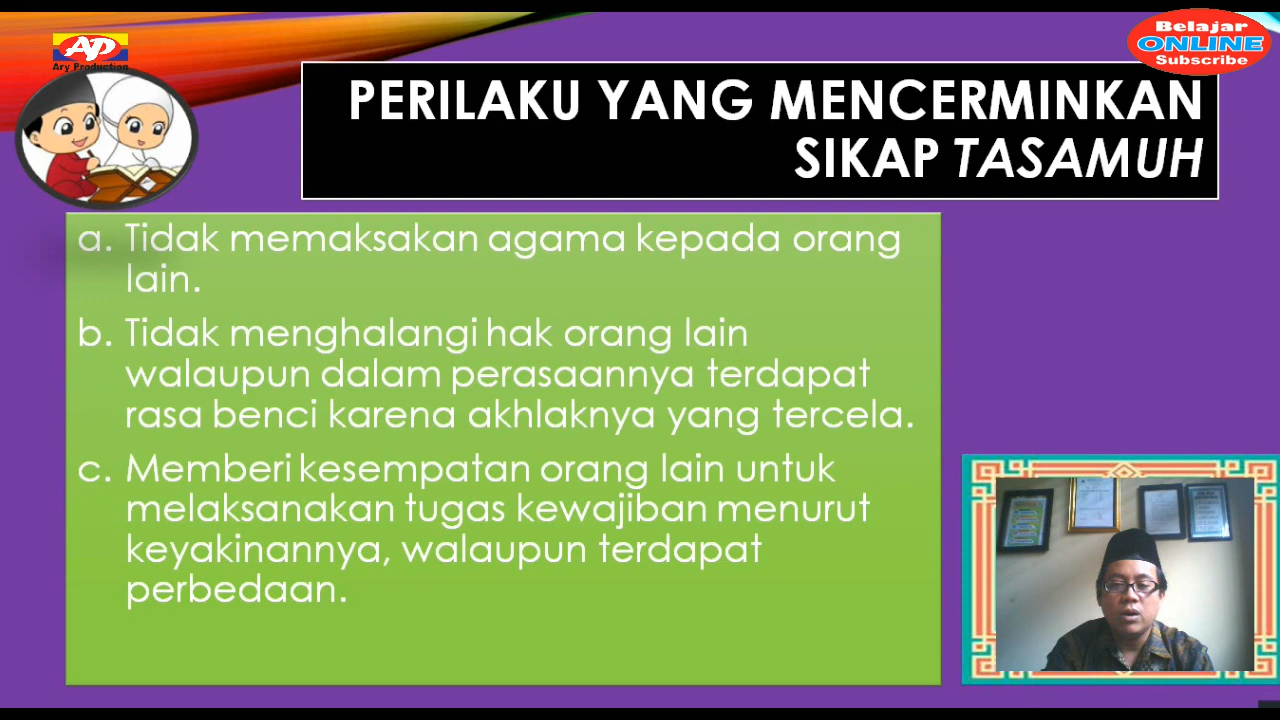 AP
Ary Production
Belajar
ONLINE
Subscribe
PERILAKU YANG MENCERMINKAN
SIKAP TASAMUH
a. Tidak memaksakan agama kepada orang
lain.
b. Tidak menghalangi hak orang lain
walaupun dalam perasaannya terdapat
rasa benci karena akhlaknya yang tercela.
c. Memberi kesempatan orang lain untuk
melaksanakan tugas kewajiban menurut
keyakinannya, walaupun terdapat
perbedaan.